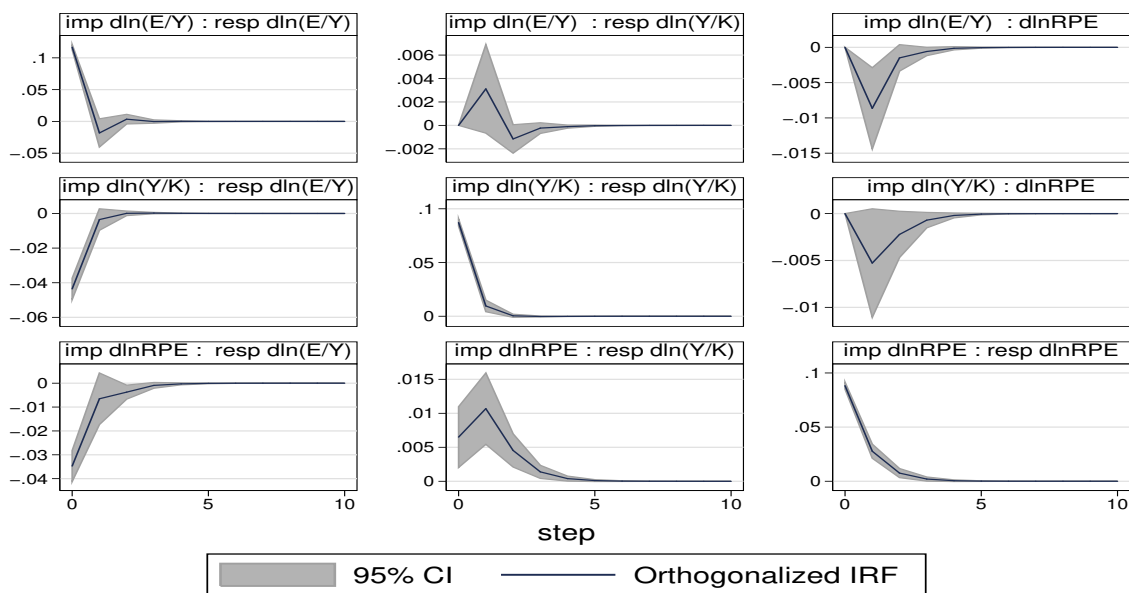 imp dln(E/Y) : resp dln(E/Y)
.1
.05
0
-.05
imp dln(E/Y) : resp dln(Y/K)
.006
.004
.002
0
-.002
imp dln(E/Y) : dlnRPE
0
-.005
-.01
-.015
imp dln(Y/K) : resp dln(E/Y)
0
-.02
-.04
-.06
imp dln(Y/K) : resp dln(Y/K)
.1
.05
0
imp dln(Y/K) : dlnRPE
0
-.005
-.01
imp dlnRPE : resp dln(E/Y)
0
-.01
-.02
-.03
-.04
0 5 10
imp dlnRPE : resp dln(Y/K)
.015
.01
.005
0
0 5 10
imp dlnRPE : resp dlnRPE
.1
.05
0
0 5 10
step
95% CI Orthogonalized IRF